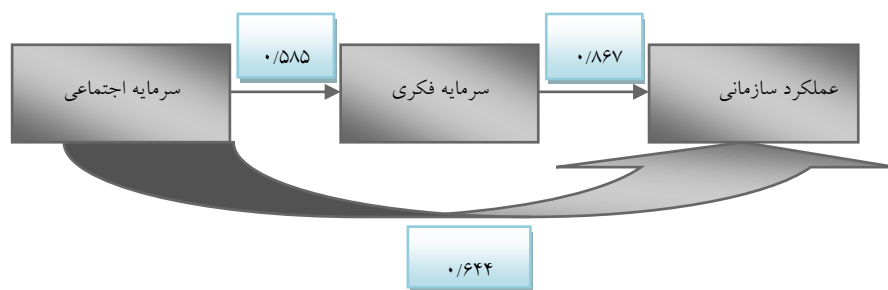 ۰/۵۸۵
۰/۸۶۷
سرمایه اجتماعی
سرمایه فکری
عملکرد سازمانی
۰/۶۴۴